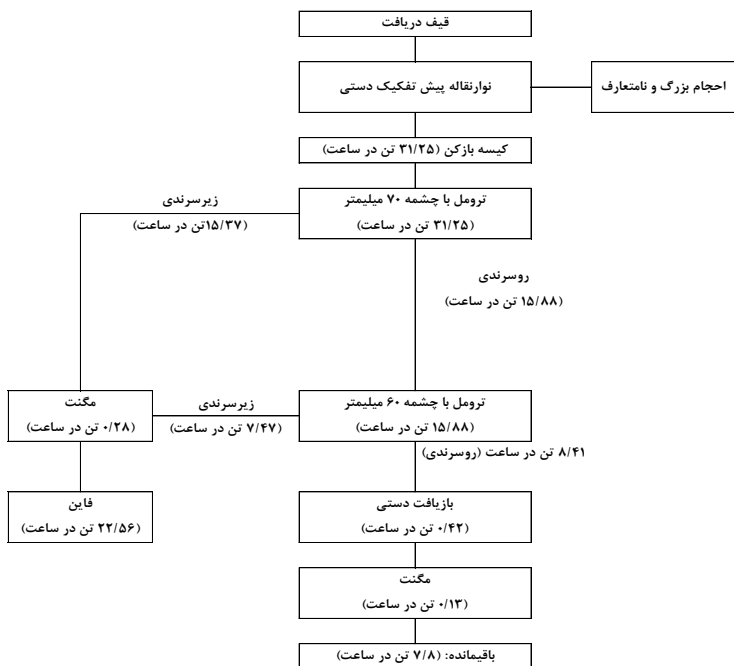 قیف دریافت
نوارنقاله پیش تفکیک دستی
احجام بزرگ و نامتعارف
کیسه بازکن (۳۱/۲۵ تن در ساعت)
ترومل با چشمه ۷۰ میلیمتر
(۳۱/۲۵ تن در ساعت)
زیرسرندی
(۱۵/۳۷تن در ساعت)
روسرندی
(۱۵/۸۸ تن در ساعت)
ترومل با چشمه ۶۰ میلیمتر
(۱۵/۸۸ تن در ساعت)
زیرسرندی
(۷/۴۷ تن در ساعت)
مگنت
(۰/۲۸ تن در ساعت)
۸/۴۱ تن در ساعت (روسرندی)
فاین
(۲۲/۵۶ تن در ساعت)
بازیافت دستی
(۰/۴۲ تن در ساعت)
مگنت
(۰/۱۳ تن در ساعت)
باقیمانده: (۷/۸ تن در ساعت)